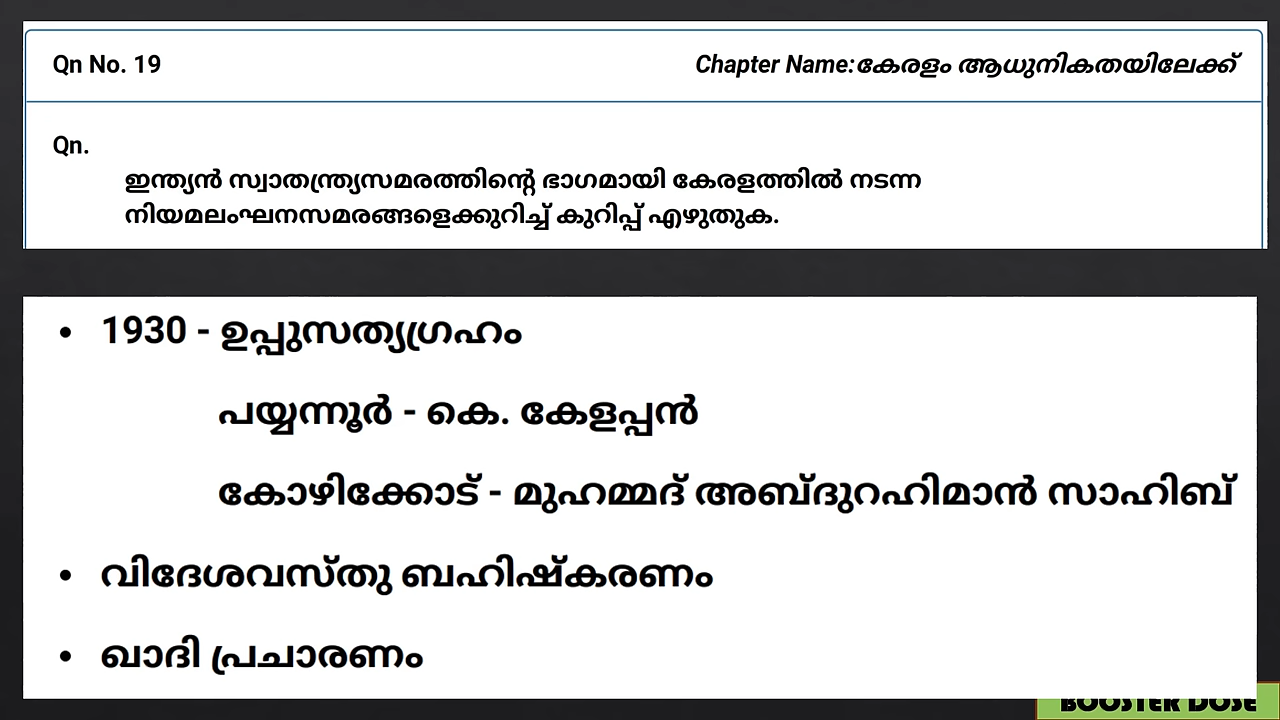 Qn No. 19
Chapter Name:കേരളം ആധുനികതയിലേക്ക്
Qn.
ഇന്ത്യൻ സ്വാതന്ത്ര്യസമരത്തിന്റെ ഭാഗമായി കേരളത്തിൽ നടന്ന
നിയമലംഘനസമരങ്ങളെക്കുറിച്ച് കുറിപ്പ് എഴുതുക.
• 1930 - ഉപ്പുസത്യഗ്രഹം
പയ്യന്നൂർ - കെ. കേളപ്പൻ
കോഴിക്കോട് - മുഹമ്മദ് അബ്ദുറഹിമാൻ സാഹിബ്
• വിദേശവസ്തു ബഹിഷ്കരണം
• ഖാദി പ്രചാരണം
BOOSTER DOSE